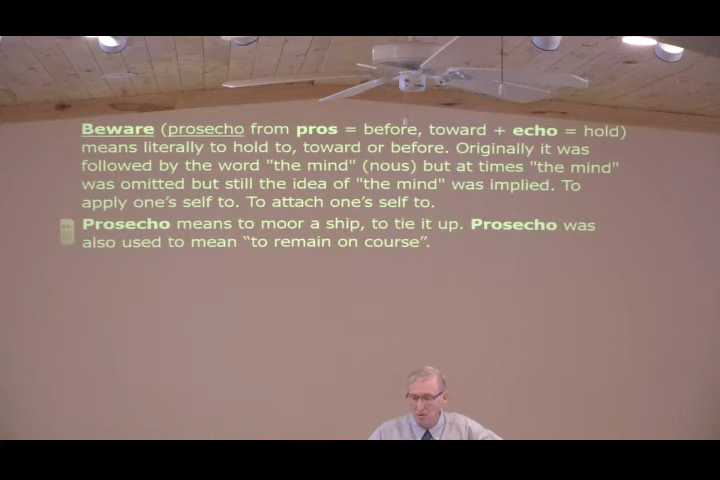 Beware (prosecho from pros = before, toward + echo = hold)
means literally to hold to, toward or before. Originally it was
followed by the word "the mind" (nous) but at times "the mind"
was omitted but still the idea of "the mind" was implied. To
apply one's self to. To attach one's self to.
Prosecho means to moor a ship, to tie it up. Prosecho was
also used to mean “to remain on course”.